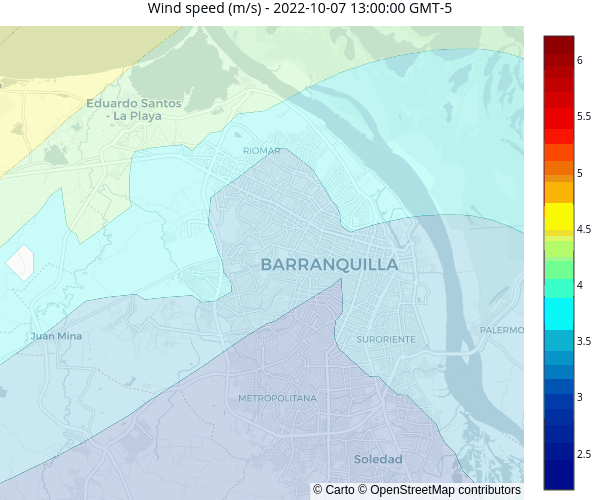 Wind speed (m/s) - 2022-10-07 13:00:00 GMT-5
Eduardo Santos
- La Playa
RIOMAR
BARRANQUILLA
Juan Mina
SURORIENTE
PALERMO
METROPOLITANA
Soledad
6
5.5
5
4.5
4
3.5
3
2.5
© Carto © OpenStreetMap contributors